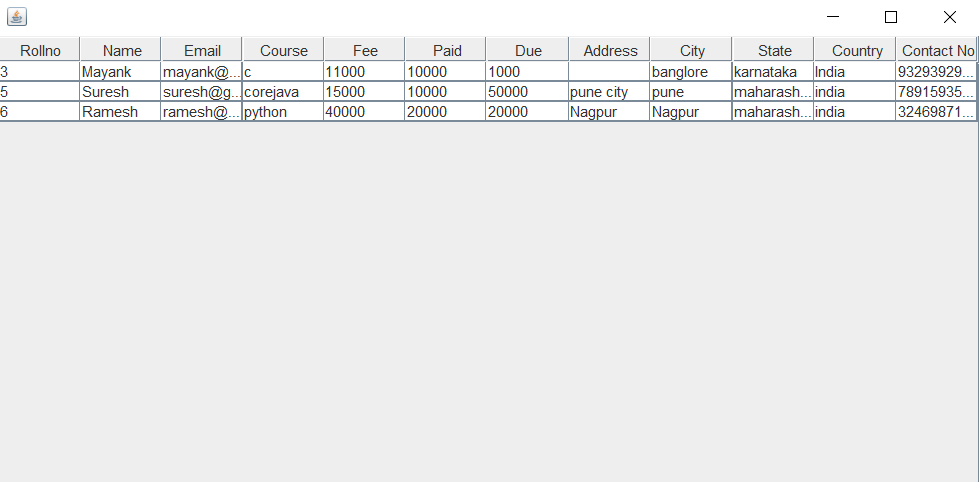 Rollno Name Email Course Fee Paid Due Address City State Country Contact No
3 Mayank mayank@... c 11000 10000 1000 banglore karnataka India 93293929...
5 Suresh suresh@g... corejava 15000 10000 50000 pune city pune maharash... india 78915935...
6 Ramesh ramesh@... python 40000 20000 20000 Nagpur Nagpur maharash... india 32469871...